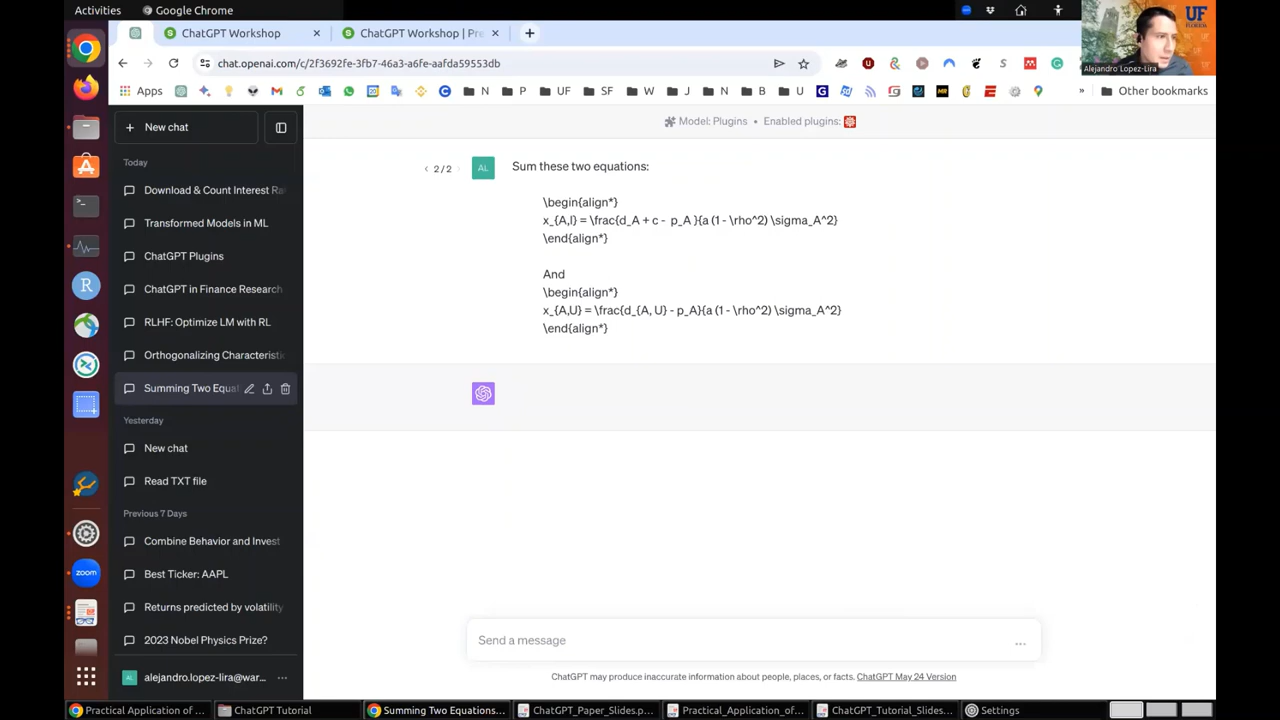 Activities
Google Chrome
ChatGPT Workshop
ChatGPT Workshop | Pre
UF
Alejandro Lopez-Lira
chat.openai.com/c/2f3692fe-3fb7-46a3-a6fe-aafda59553db
Apps
N
P
UF
SF
W
J
N
B
U
Other bookmarks
New chat
Model: Plugins • Enabled plugins:
Today
Download & Count Interest Ra
Transformed Models in ML
ChatGPT Plugins
ChatGPT in Finance Research
RLHF: Optimize LM with RL
Orthogonalizing Characteristi
Summing Two Equa
Yesterday
New chat
Read TXT file
Previous 7 Days
Combine Behavior and Invest
Best Ticker: AAPL
Returns predicted by volatility
2023 Nobel Physics Prize?
AL alejandro.lopez-lira@war...
< 2 / 2 >
AL
Sum these two equations:
\begin{align*}
x_{A,I} = \frac{d_A + c - p_A }{a (1 - \rho^2) \sigma_A^2}
\end{align*}
And
\begin{align*}
x_{A,U} = \frac{d_{A, U} - p_A}{a (1 - \rho^2) \sigma_A^2}
\end{align*}
Send a message
ChatGPT may produce inaccurate information about people, places, or facts. ChatGPT May 24 Version
zoom
Practical Application of ...
ChatGPT Tutorial
Summing Two Equations...
ChatGPT_Paper_Slides.p...
Practical_Application_of...
ChatGPT_Tutorial_Slides...
Settings